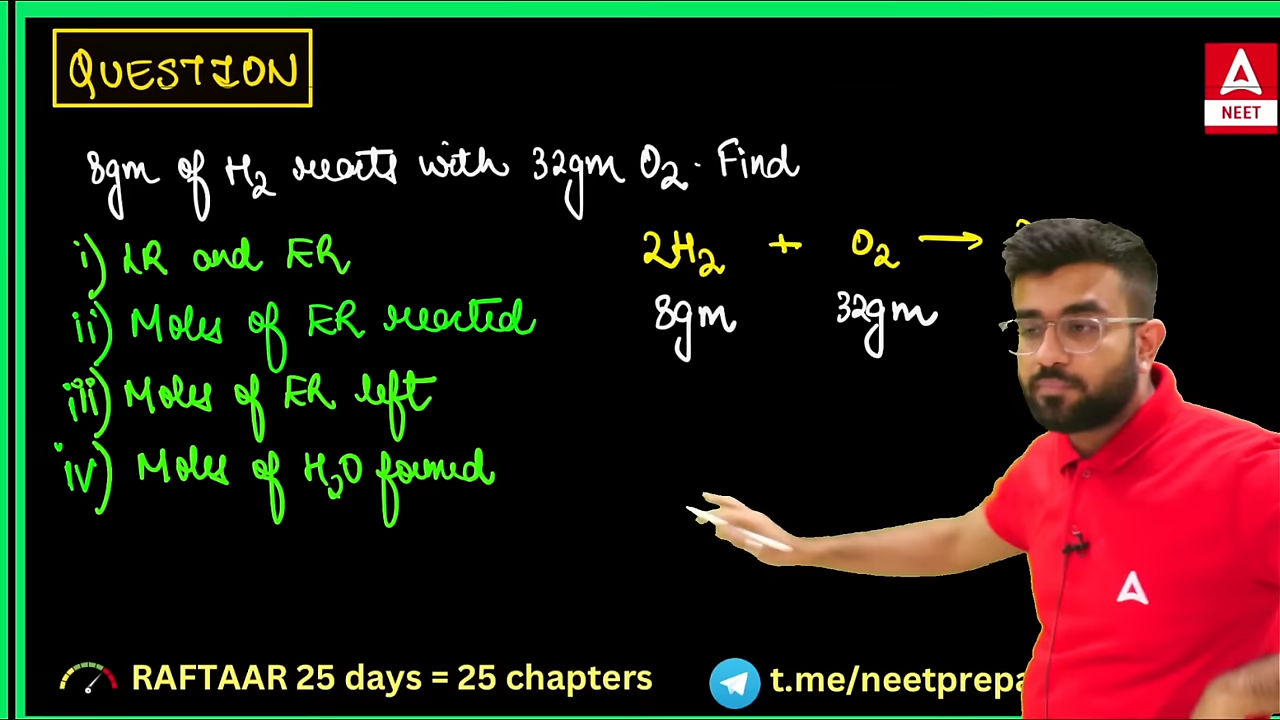 QUESTION
NEET
8gm of H₂ reacts with 32gm O₂. Find
i) LR and ER
2H₂ + O₂ →
ii) Moles of ER reacted
8gm 32gm
iii) Moles of ER left
iv) Moles of H₂O formed
RAFTAAR 25 days = 25 chapters
t.me/neetprepa